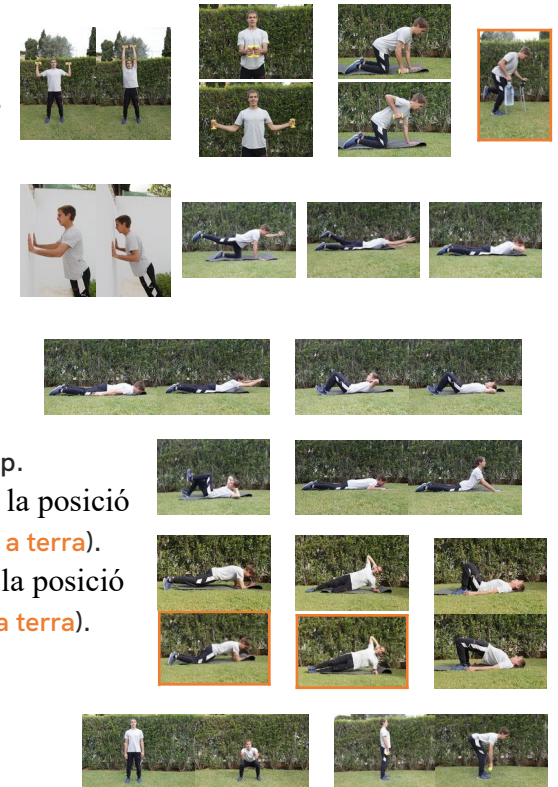 p.
la posició
a terra).
la posició
a terra).